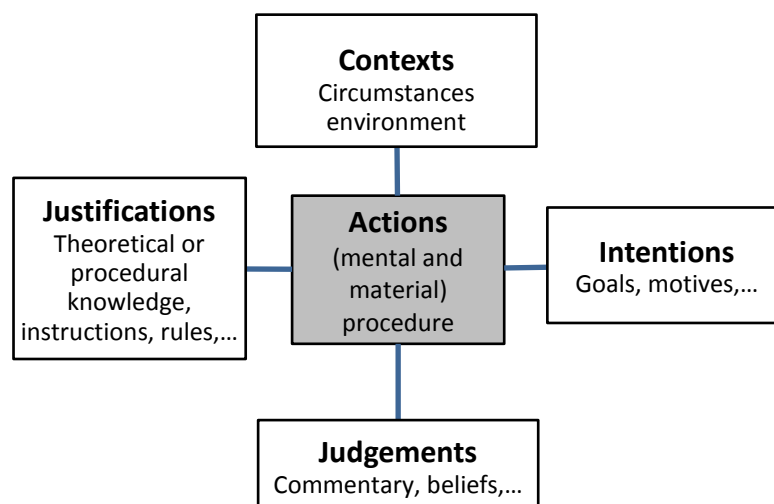 Contexts
Circumstances
environment
Justifications
Theoretical or
procedural
knowledge,
instructions, rules,...
Actions
(mental and
material)
procedure
Intentions
Goals, motives,...
Judgements
Commentary, beliefs,...